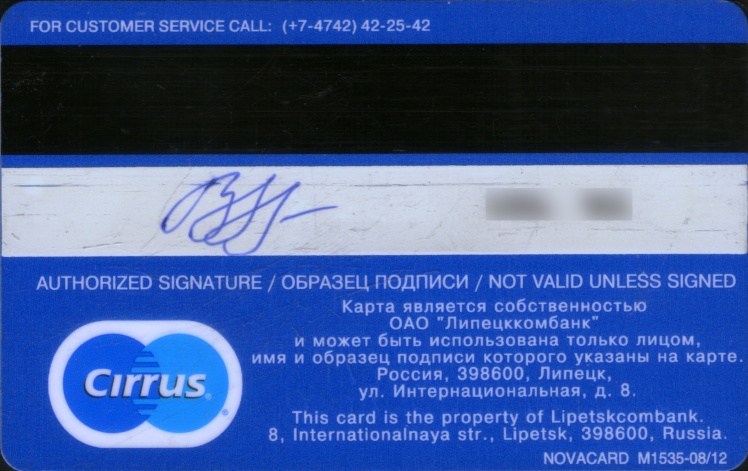 FOR CUSTOMER SERVICE CALL: (+7-4742) 42-25-42
AUTHORIZED SIGNATURE / ОБРАЗЕЦ ПОДПИСИ / NOT VALID UNLESS SIGNED
Карта является собственностью
ОАО "Липецккомбанк"
и может быть использована только лицом,
имя и образец подписи которого указаны на карте.
Россия, 398600, Липецк,
ул. Интернациональная, д. 8.
Cirrus®
This card is the property of Lipetskcombank.
8, Internationalnaya str., Lipetsk, 398600, Russia.
NOVACARD M1535-08/12